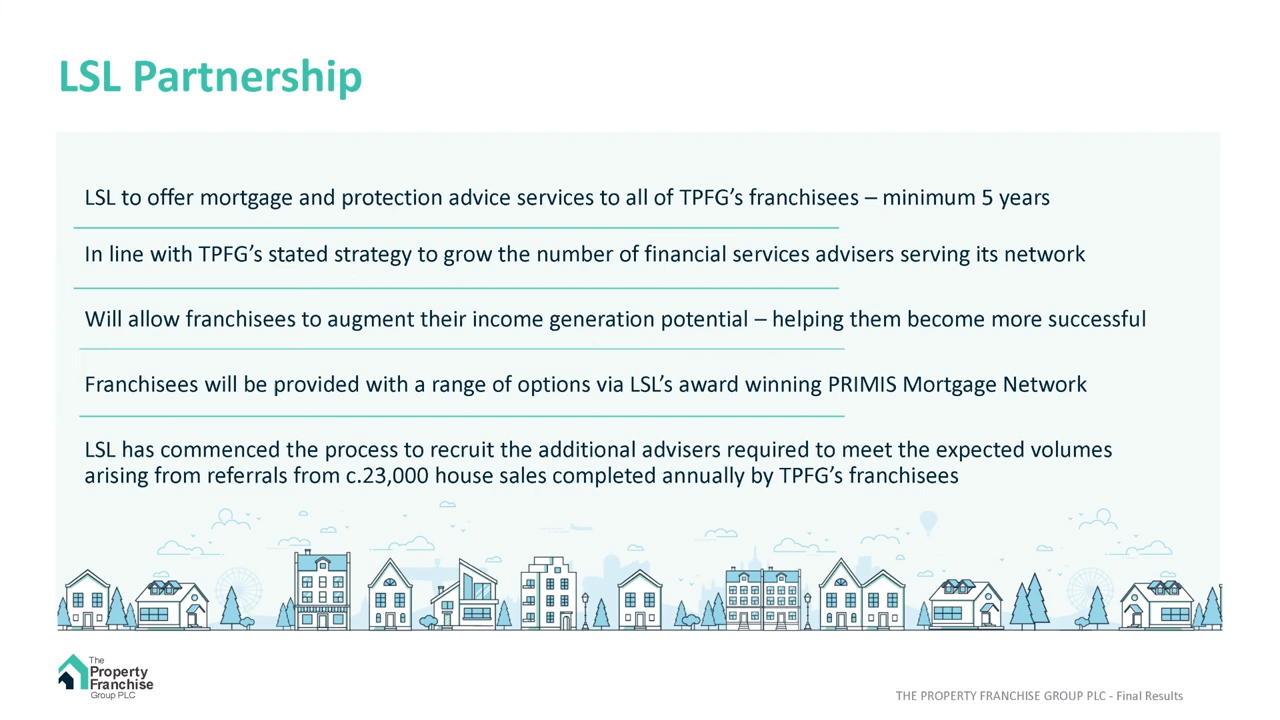 LSL Partnership
LSL to offer mortgage and protection advice services to all of TPFG’s franchisees – minimum 5 years
In line with TPFG’s stated strategy to grow the number of financial services advisers serving its network
Will allow franchisees to augment their income generation potential – helping them become more successful
Franchisees will be provided with a range of options via LSL’s award winning PRIMIS Mortgage Network
LSL has commenced the process to recruit the additional advisers required to meet the expected volumes
arising from referrals from c.23,000 house sales completed annually by TPFG’s franchisees
The
Property
Franchise
Group PLC
THE PROPERTY FRANCHISE GROUP PLC - Final Results